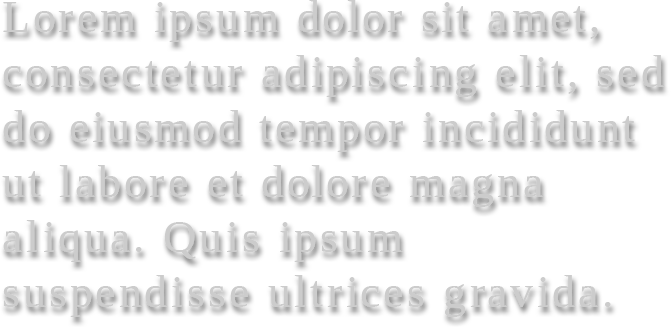 Lorem ipsum dolor sit amet,
consectetur adipiscing elit, sed
do eiusmod tempor incididunt
ut labore et dolore magna
aliqua. Quis ipsum
suspendisse ultrices gravida.